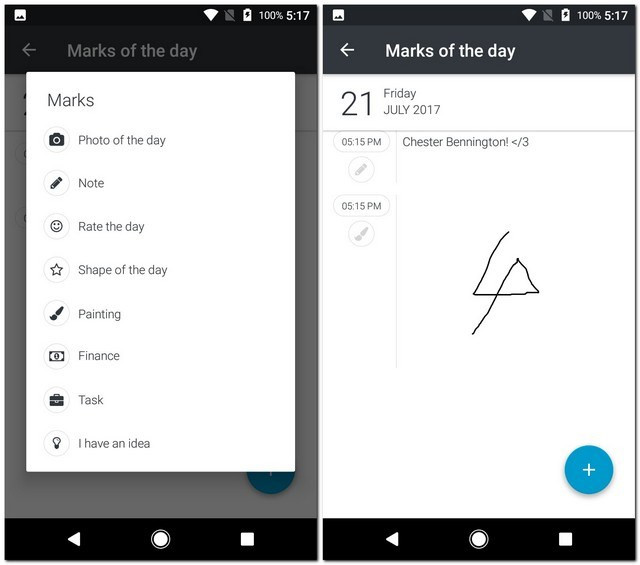 100% 5:17
Marks of the day
Marks
Photo of the day
Note
Rate the day
Shape of the day
Painting
Finance
Task
I have an idea
100% 5:17
Marks of the day
21
Friday
JULY 2017
05:15 PM
Chester Bennington! </3
05:15 PM